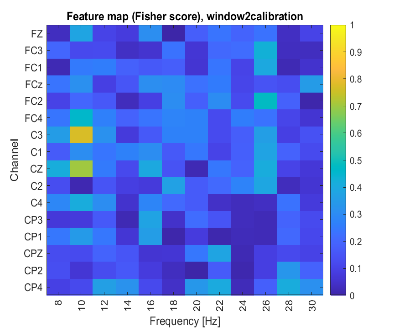 Feature map (Fisher score), window2calibration
Channel
FZ
FC3
FC1
FCz
FC2
FC4
C3
C1
CZ
C2
C4
CP3
CP1
CPZ
CP2
CP4
8 10 12 14 16 18 20 22 24 26 28 30
Frequency [Hz]
1
0.9
0.8
0.7
0.6
0.5
0.4
0.3
0.2
0.1
0